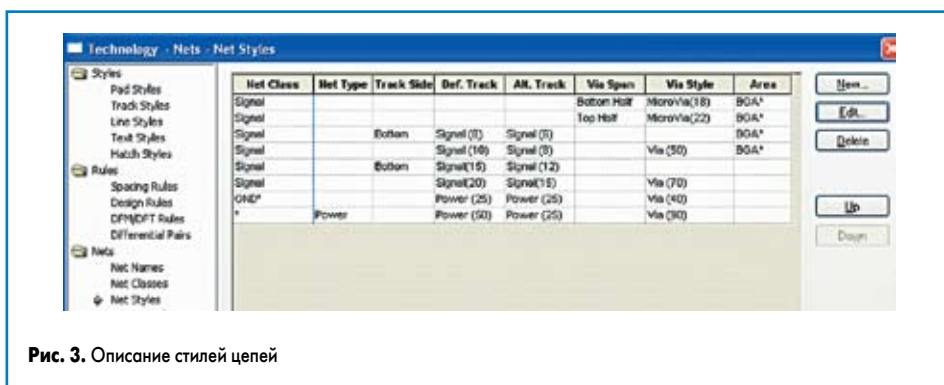 Technology - Nets - Net Styles
Styles
Pad Styles
Track Styles
Line Styles
Text Styles
Hatch Styles
Rules
Spacing Rules
Design Rules
DFM/DFT Rules
Differential Pairs
Nets
Net Names
Net Classes
Net Styles
Net Class Net Type Track Side Def. Track Alt. Track Via Span Via Style Area
Signal Bottom Half MicroVia(18) BGA*
Signal Top Half MicroVia(22) BGA*
Signal Bottom Signal (8) Signal BGA*
Signal Signal (10) Signal (8) Via (50) BGA*
Signal Bottom Signal(15) Signal (12)
Signal Signal(20) Signal(15) Via (70)
GND* Power (25) Power (25) Via (40)
* Power Power (50) Power (25) Via (90)
New...
Edit...
Delete
Up
Down
Рис. 3. Описание стилей цепей